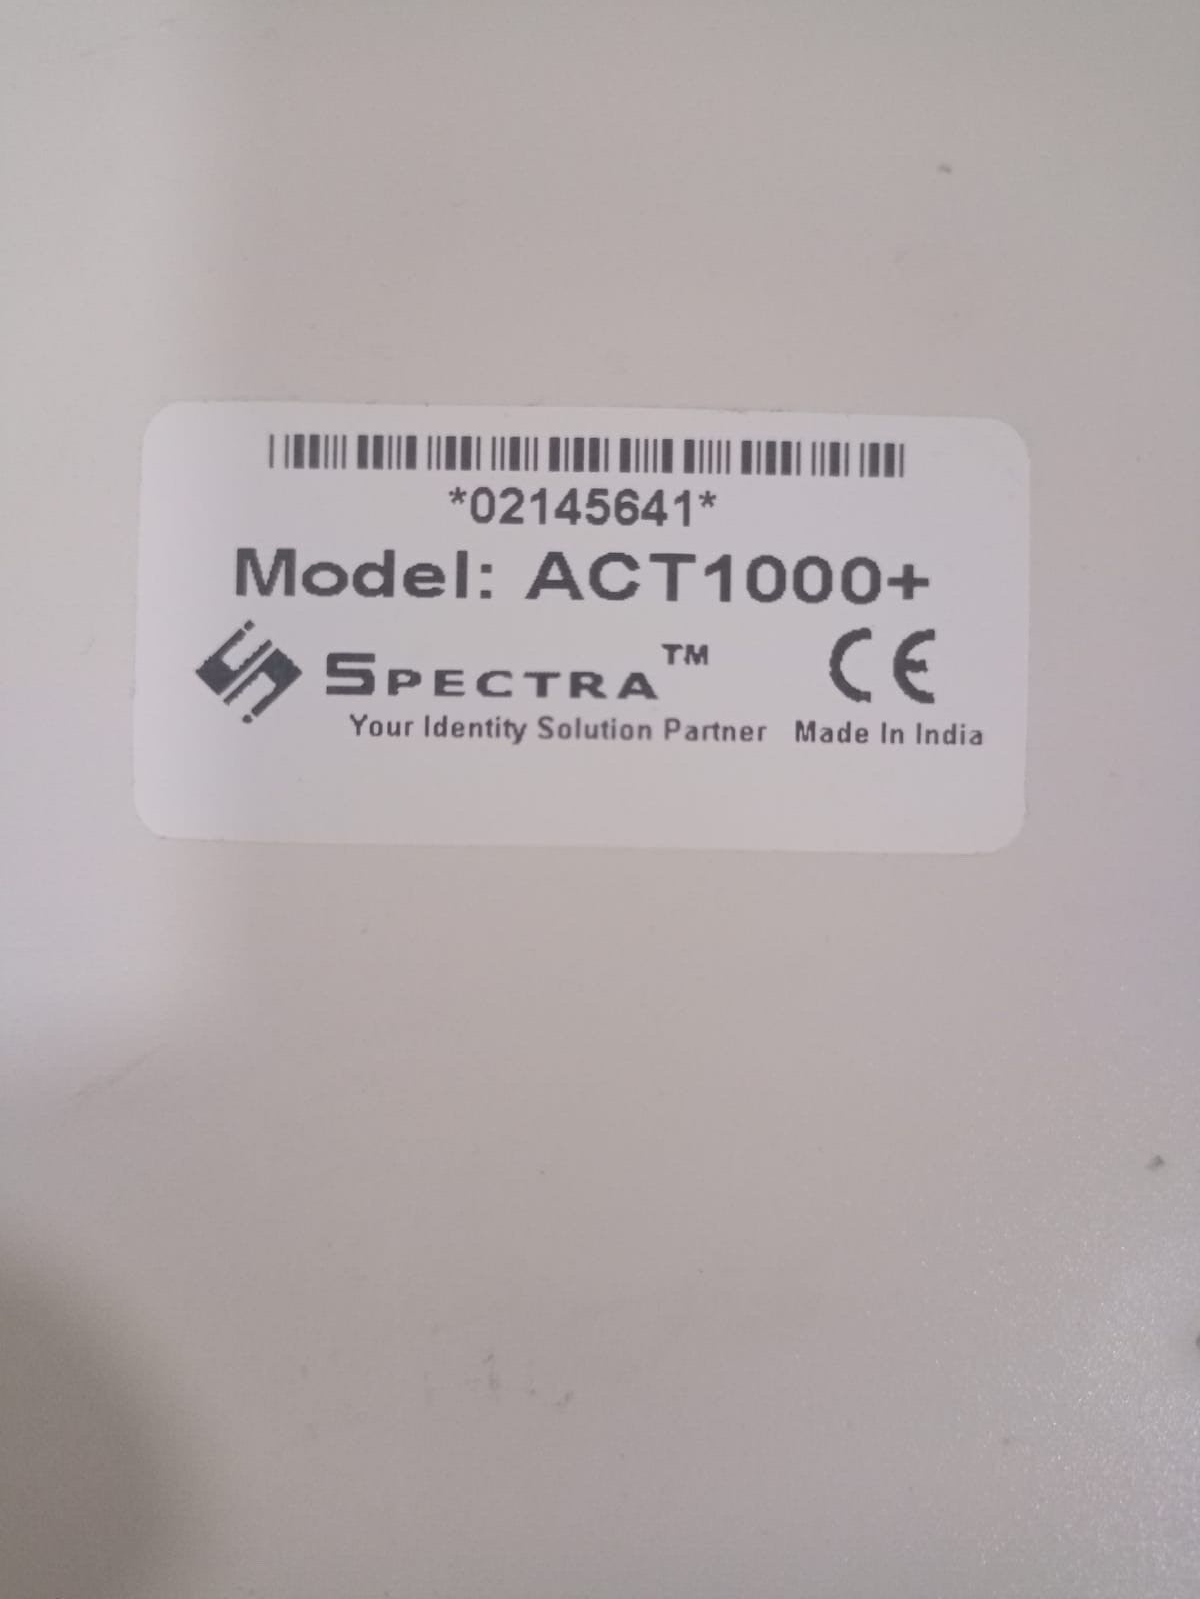 *02145641*
Model: ACT1000+
SPECTRA™ CE
Your Identity Solution Partner Made In India